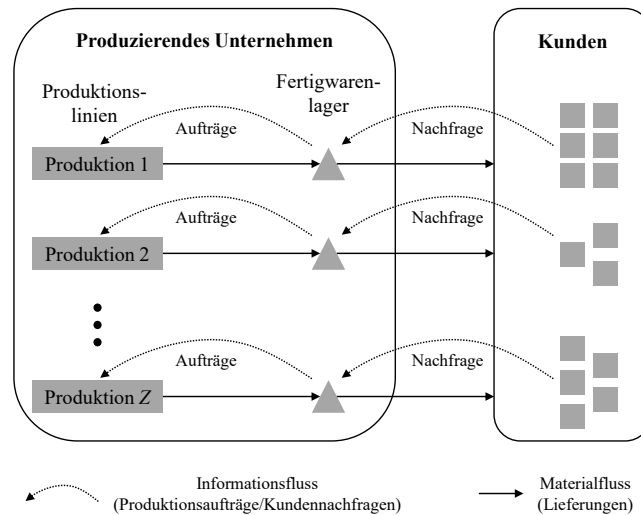 Produzierendes Unternehmen
Kunden
Produktions-
linien
Fertigwaren-
lager
Aufträge
Nachfrage
Produktion 1
Aufträge
Nachfrage
Produktion 2
Aufträge
Nachfrage
Produktion Z
Informationsfluss
(Produktionsaufträge/Kundennachfragen)
Materialfluss
(Lieferungen)